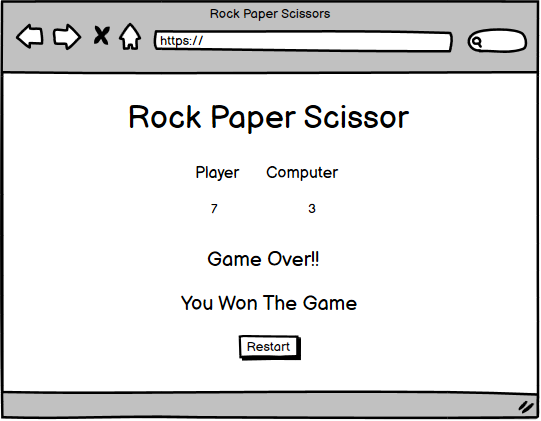 Rock Paper Scissors
https://
Rock Paper Scissor
Player Computer
7 3
Game Over!!
You Won The Game
Restart